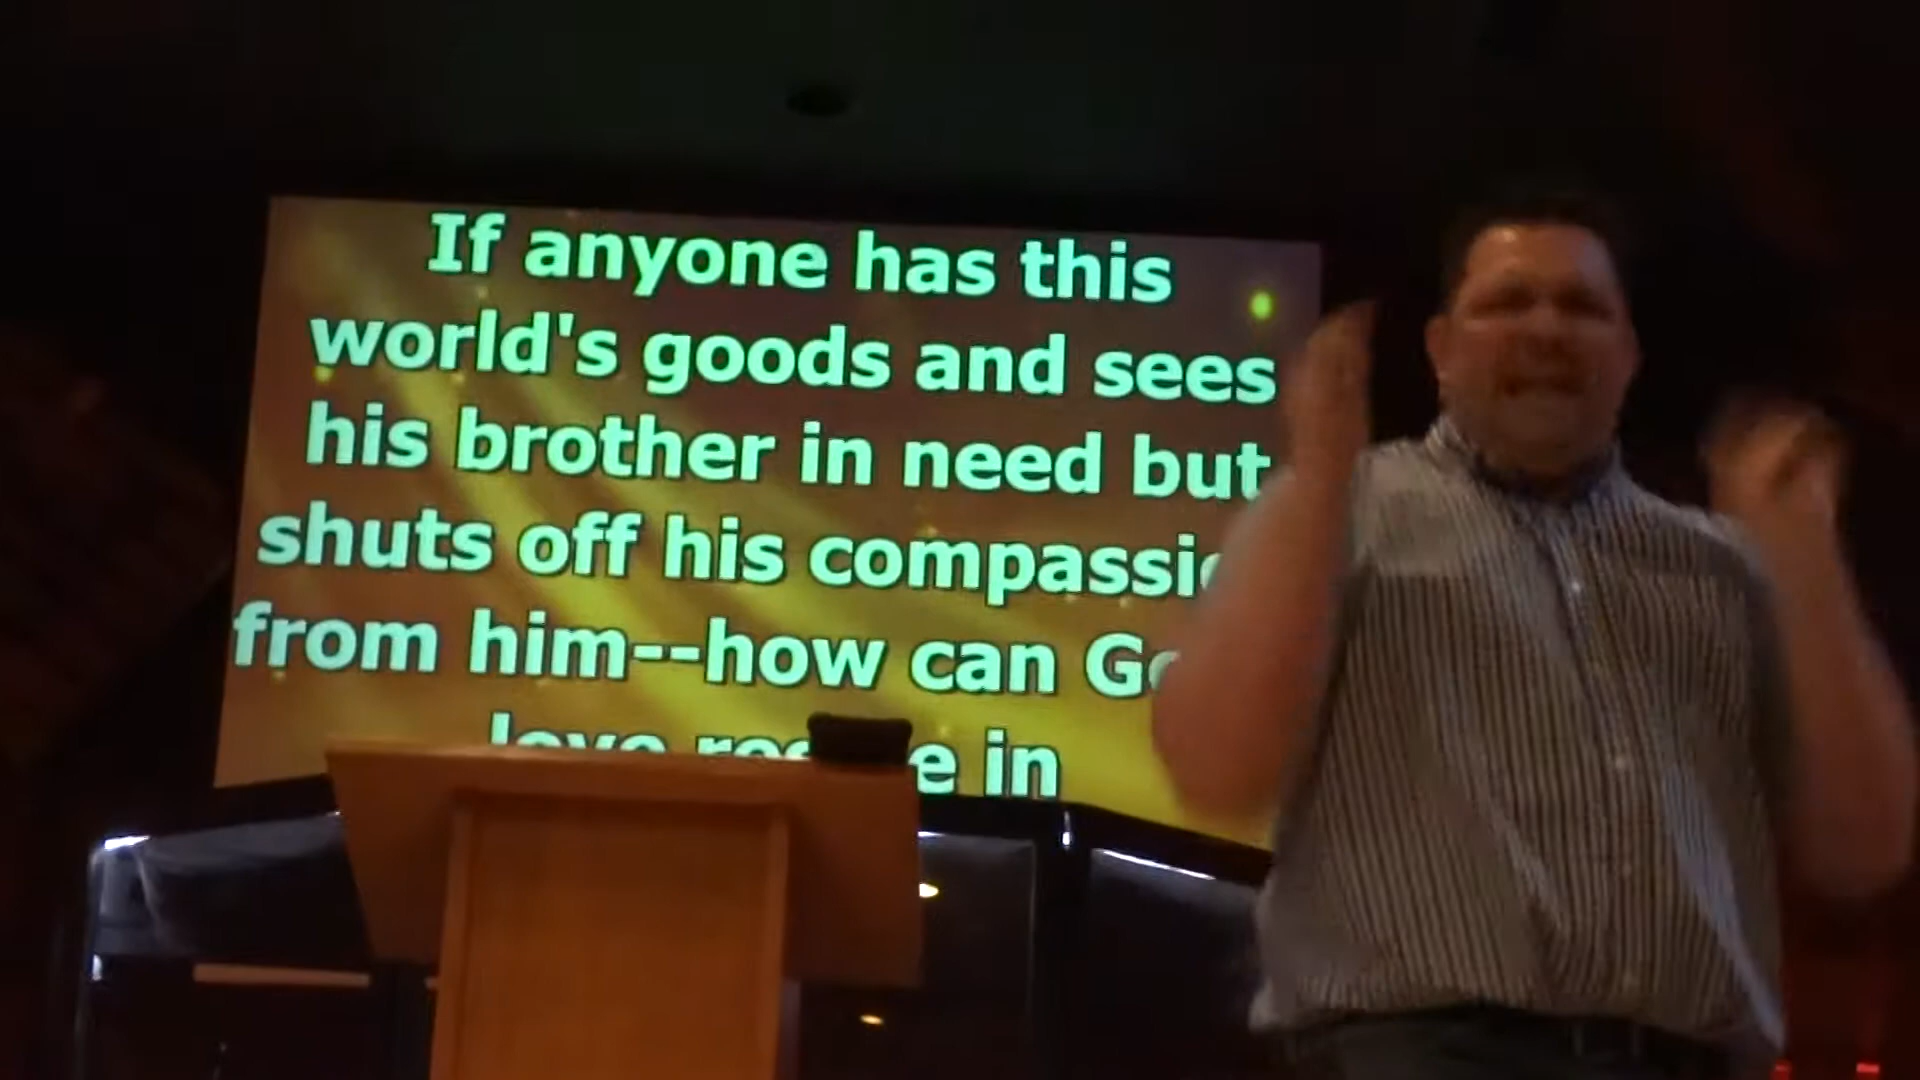 If anyone has this
world's goods and sees
his brother in need but
shuts off his compassi
from him--how can G
love in